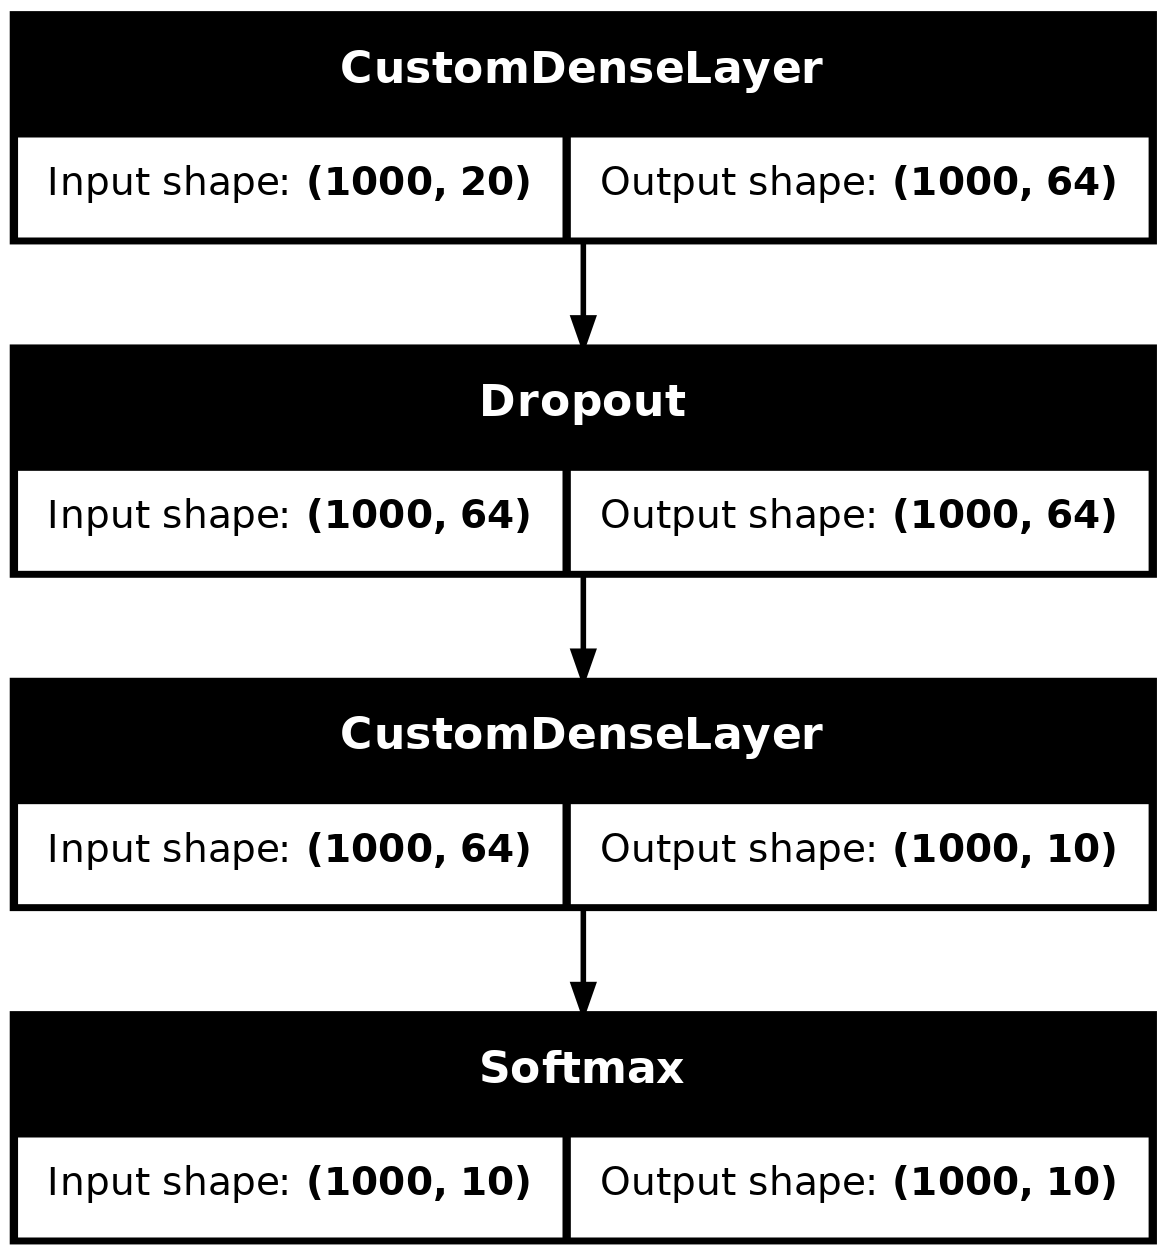 CustomDenseLayer
Input shape: (1000, 20) Output shape: (1000, 64)
Dropout
Input shape: (1000, 64) Output shape: (1000, 64)
CustomDenseLayer
Input shape: (1000, 64) Output shape: (1000, 10)
Softmax
Input shape: (1000, 10) Output shape: (1000, 10)